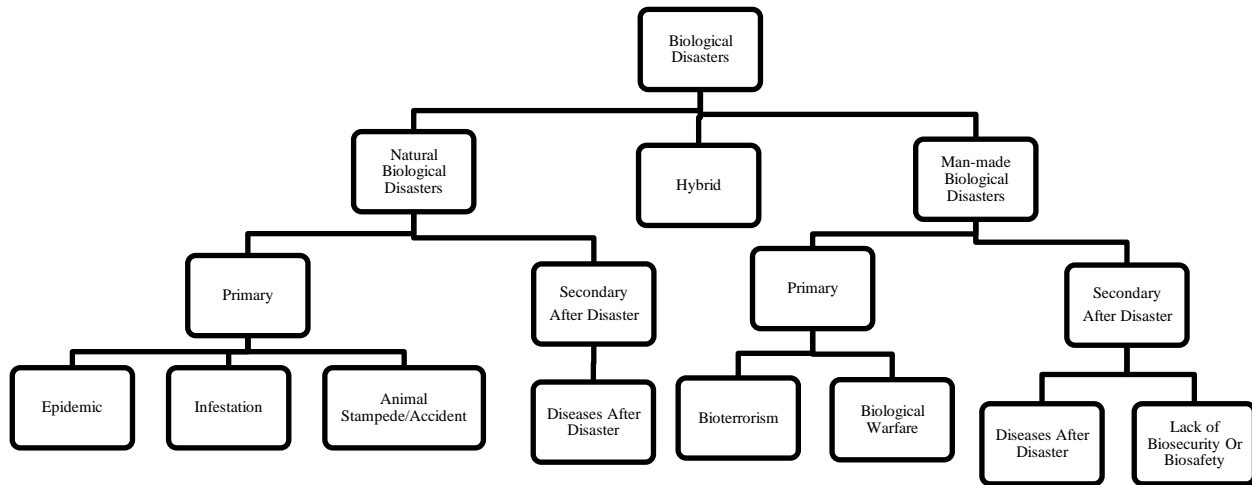 Biological
Disasters
Natural
Biological
Disasters
Hybrid
Man-made
Biological
Disasters
Primary
Secondary
After Disaster
Primary
Secondary
After Disaster
Epidemic
Infestation
Animal
Stampede/Accident
Diseases After
Disaster
Bioterrorism
Biological
Warfare
Diseases After
Disaster
Lack of
Biosecurity Or
Biosafety